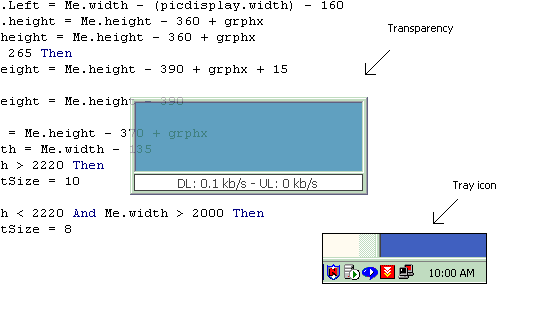 .Left = Me.width - (picdisplay.width) - 160
.height = Me.height - 360 + grphx
height = Me.height - 360 + grphx
265 Then
eight = Me.height - 390 + grphx + 15
eight = Me.height - 390
= Me.height - 370 + grphx
th = Me.width - 135
h > 2220 Then
tSize = 10
h < 2220 And Me.width > 2000 Then
tSize = 8
Transparency
DL: 0.1 kb/s - UL: 0 kb/s
Tray icon
10:00 AM